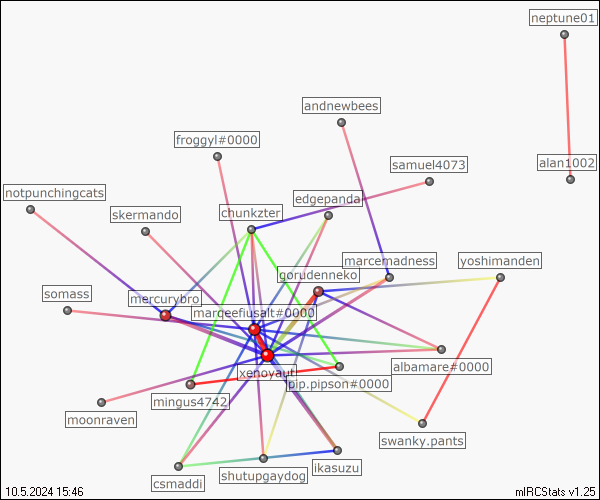 neptune01
andnewbees
froggyl#0000
samuel4073
alan1002
notpunchingcats
edgepanda
skermando
chunkzter
marcemadness
yoshimanden
gorudenneko
somass
mercurybro
marqeefiusalt#0000
xenoyaut
albamare#0000
pip.pipson#0000
mingus4742
moonraven
swanky.pants
ikasuzu
shutupgaydog
csmaddi
10.5.2024 15:46
mIRCStats v1.25